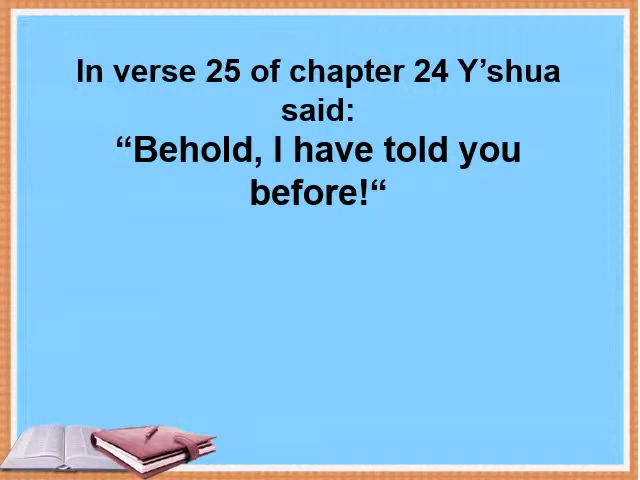 In verse 25 of chapter 24 Y’shua
said:
“Behold, I have told you
before!“